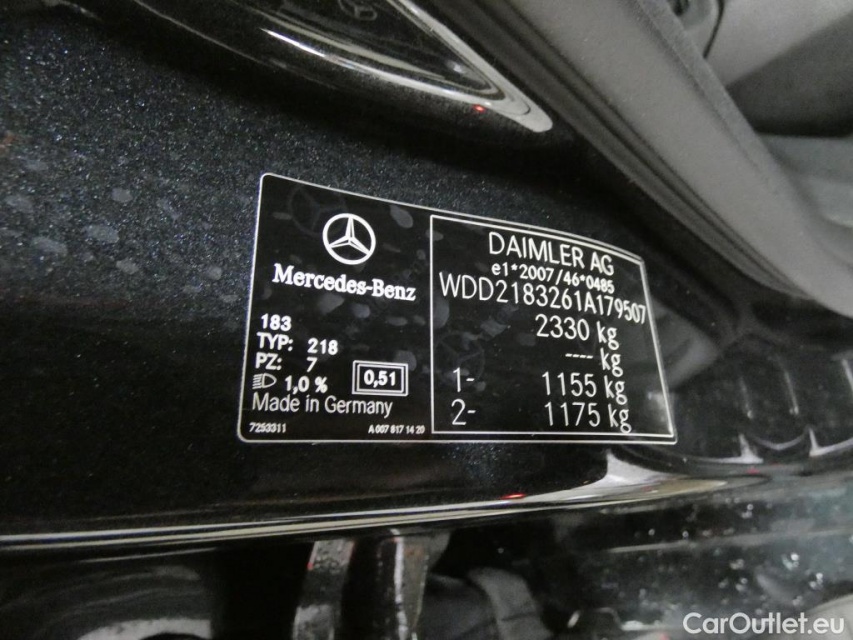 Mercedes-Benz
183
TYP: 218
PZ: 7
1,0 % 0,51
Made in Germany
7253311 A 007 817 14 20
DAIMLER AG
e1*2007/46*0485
WDD2183261A179507
2330 kg
---- kg
1- 1155 kg
2- 1175 kg
CarOutlet.eu